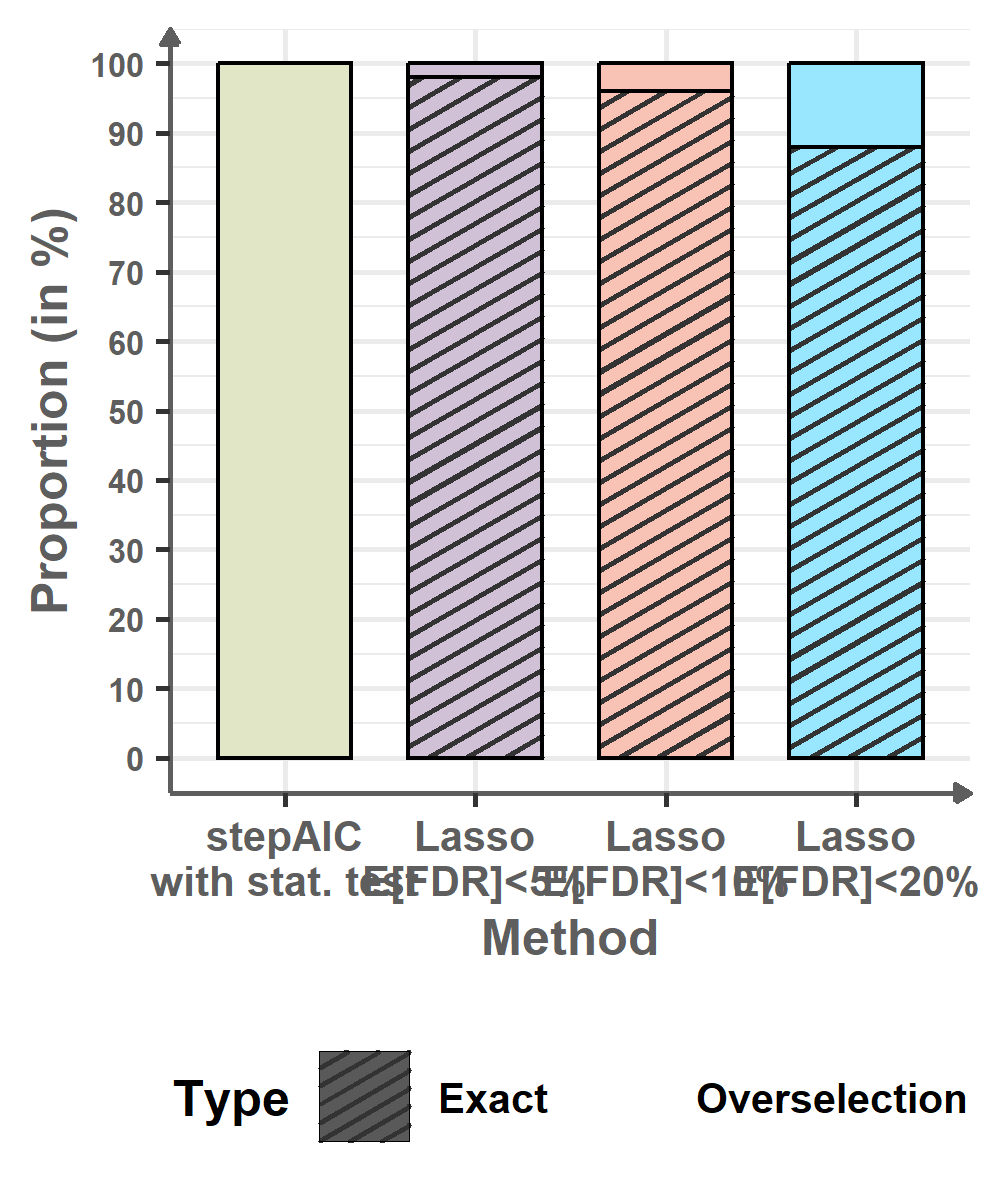 Proportion (in %)
100
90
80
70
60
50
40
30
20
10
0
stepAIC Lasso Lasso Lasso
with stat. test E[FDR]<5% E[FDR]<10% E[FDR]<20%
Method
Type Exact Overselection